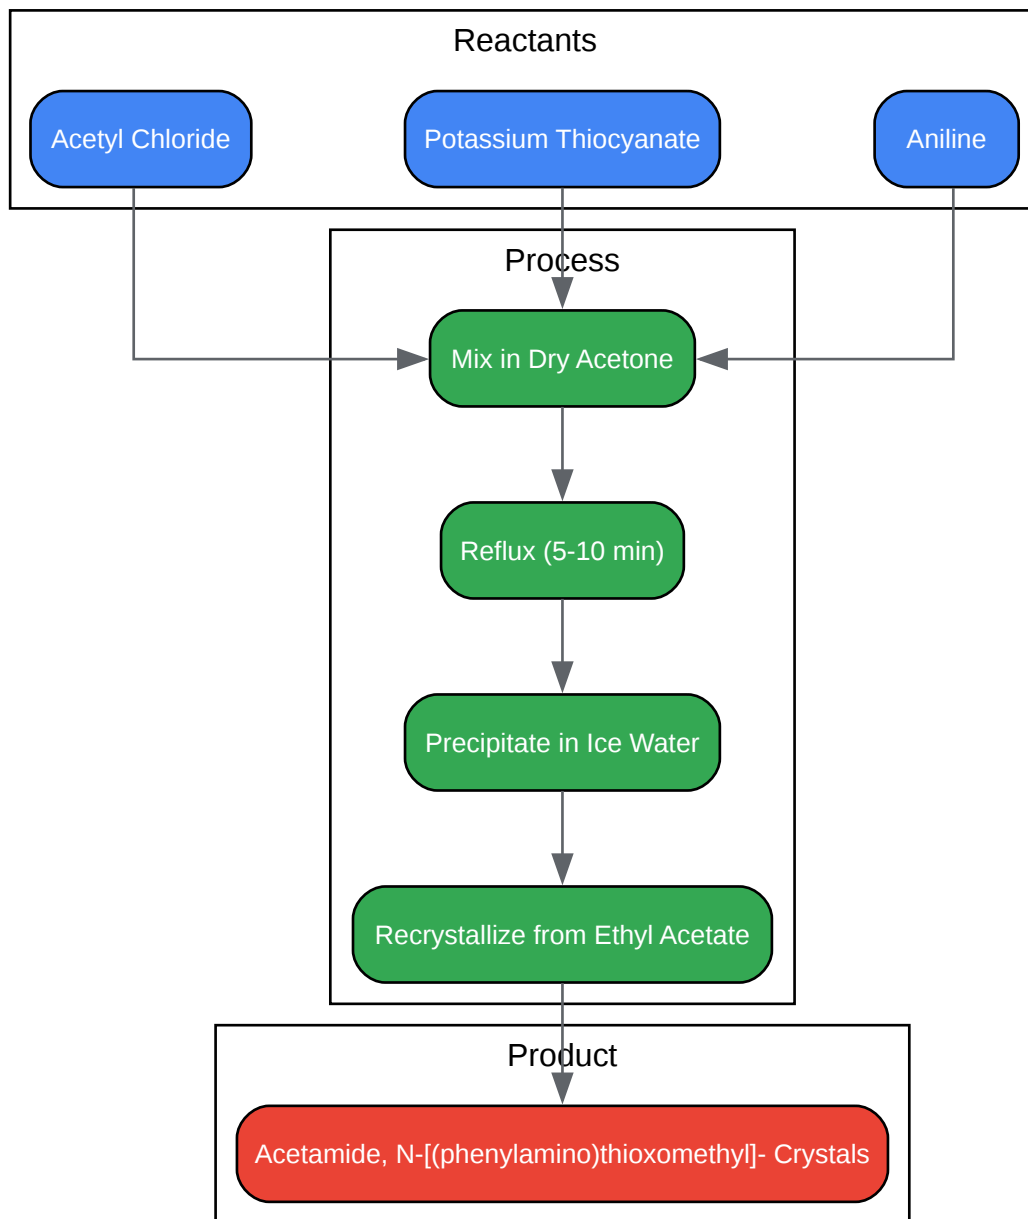 Reactants
Acetyl Chloride
Potassium Thiocyanate
Aniline
Process
Mix in Dry Acetone
Reflux (5-10 min)
Precipitate in Ice Water
Recrystallize from Ethyl Acetate
Product
Acetamide, N-[(phenylamino)thioxomethyl]- Crystals